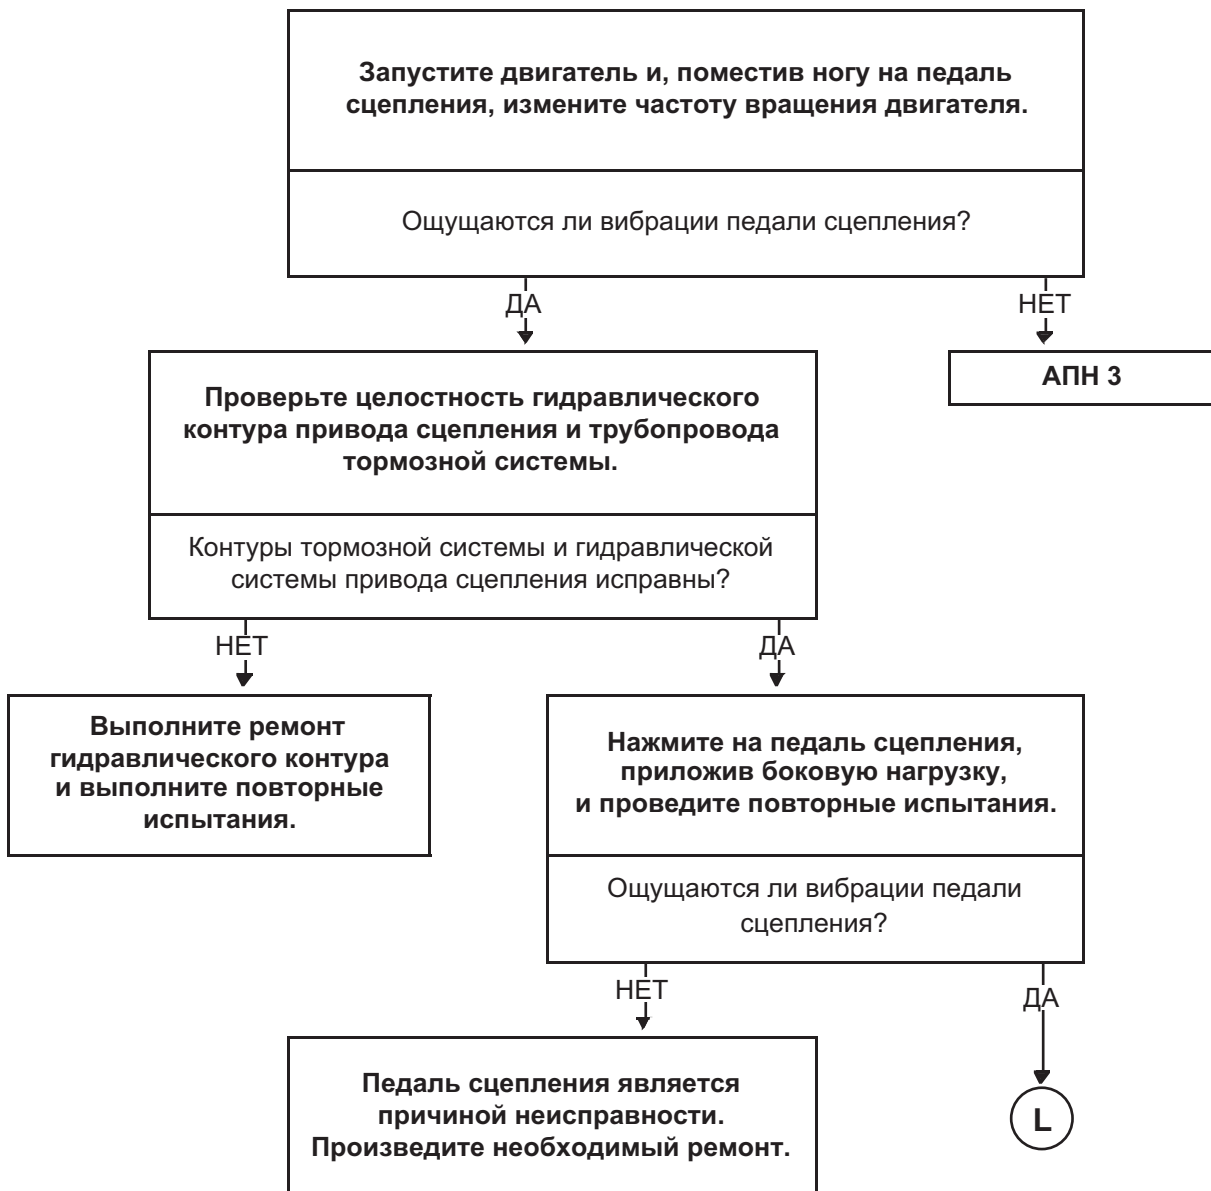 Запустите двигатель и, поместив ногу на педаль
сцепления, измените частоту вращения двигателя.
Ощущаются ли вибрации педали сцепления?
ДА
НЕТ
АПН 3
Проверьте целостность гидравлического
контура привода сцепления и трубопровода
тормозной системы.
Контуры тормозной системы и гидравлической
системы привода сцепления исправны?
НЕТ
ДА
Выполните ремонт
гидравлического контура
и выполните повторные
испытания.
Нажмите на педаль сцепления,
приложив боковую нагрузку,
и проведите повторные испытания.
Ощущаются ли вибрации педали
сцепления?
НЕТ
ДА
Педаль сцепления является
причиной неисправности.
Произведите необходимый ремонт.
L